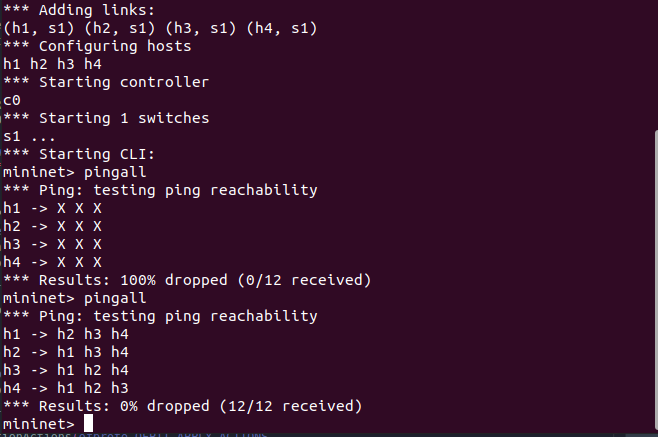 *** Adding links:
(h1, s1) (h2, s1) (h3, s1) (h4, s1)
*** Configuring hosts
h1 h2 h3 h4
*** Starting controller
c0
*** Starting 1 switches
s1 ...
*** Starting CLI:
mininet> pingall
*** Ping: testing ping reachability
h1 -> X X X
h2 -> X X X
h3 -> X X X
h4 -> X X X
*** Results: 100% dropped (0/12 received)
mininet> pingall
*** Ping: testing ping reachability
h1 -> h2 h3 h4
h2 -> h1 h3 h4
h3 -> h1 h2 h4
h4 -> h1 h2 h3
*** Results: 0% dropped (12/12 received)
mininet>